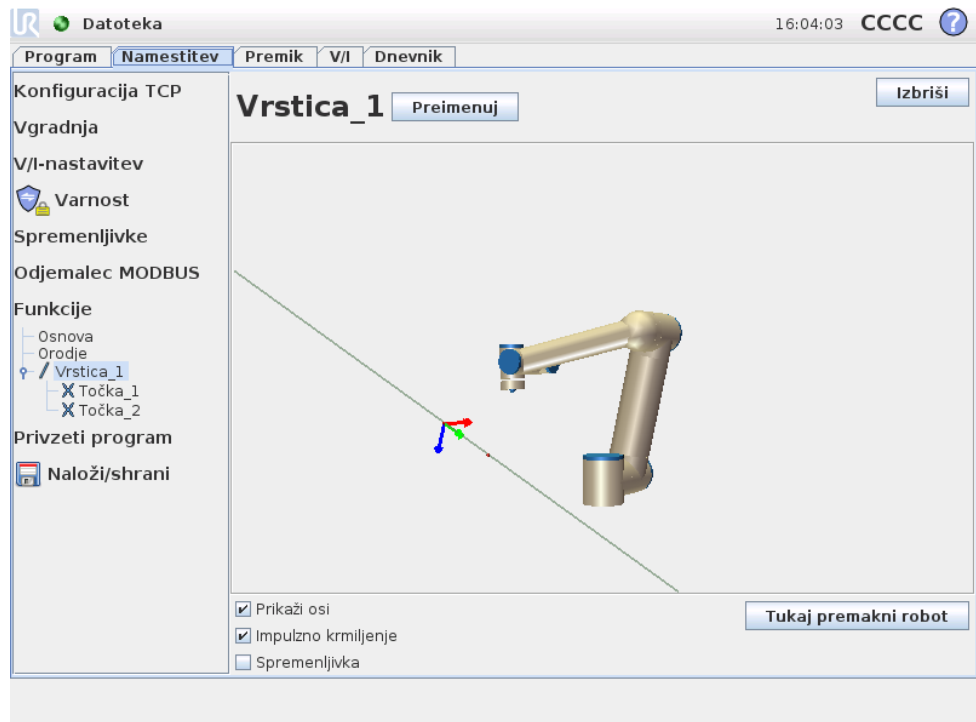 UR Datoteka 16:04:03 CCCC ?
Program Namestitev Premik V/I Dnevnik
Konfiguracija TCP
Vgradnja
V/I-nastavitev
Varnost
Spremenljivke
Odjemalec MODBUS
Funkcije
Osnova
Orodje
Vrstica_1
Točka_1
Točka_2
Privzeti program
Naloži/shrani
Vrstica_1 Preimenuj Izbriši
Prikaži osi
Impulzno krmiljenje
Spremenljivka
Tukaj premakni robot